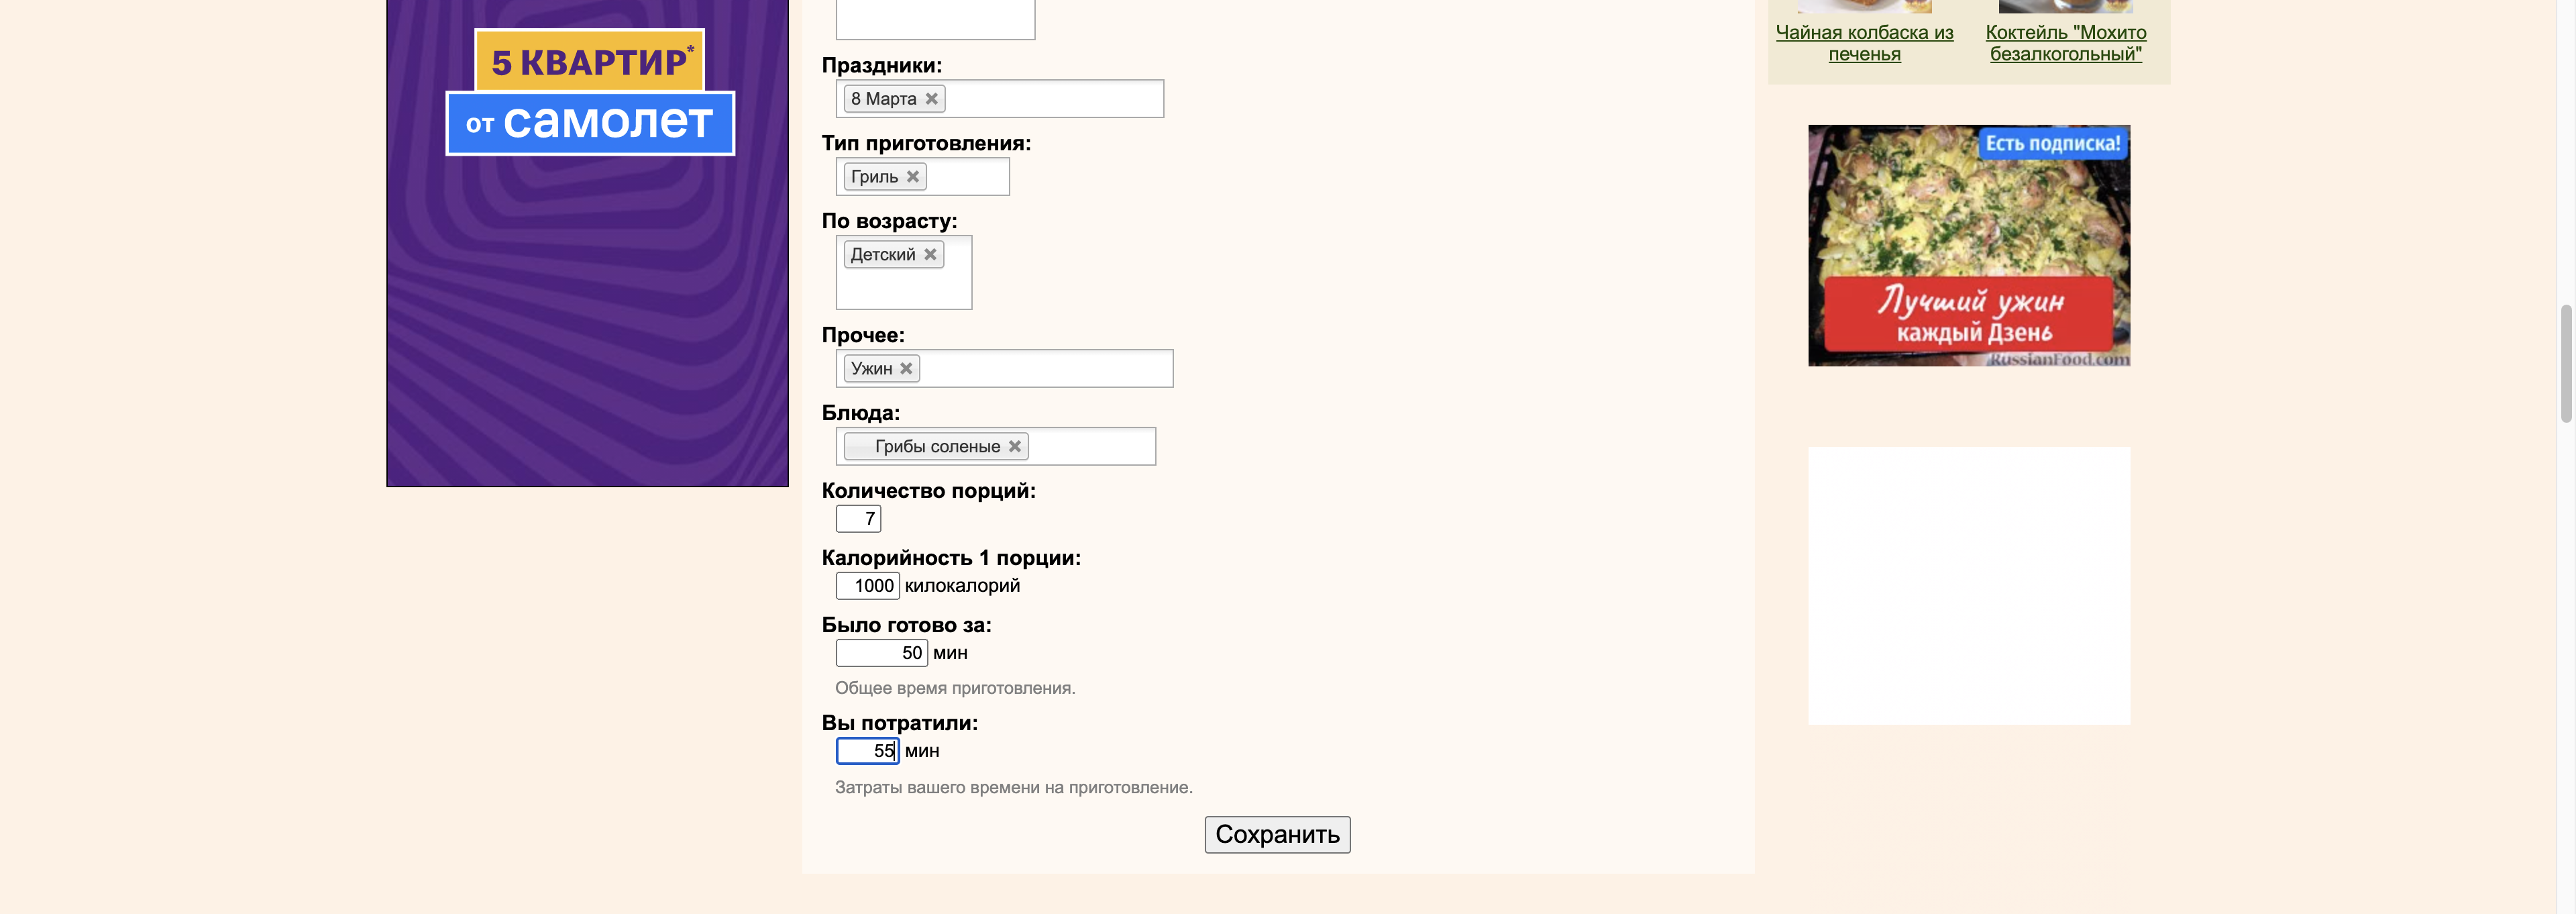 5 КВАРТИР*
от самолет
Праздники:
8 Марта
Тип приготовления:
Гриль
По возрасту:
Детский
Прочее:
Ужин
Блюда:
Грибы соленые
Количество порций:
7
Калорийность 1 порции:
1000 килокалорий
Было готово за:
50 мин
Общее время приготовления.
Вы потратили:
55 мин
Затраты вашего времени на приготовление.
Сохранить
Чайная колбаска из
печенья
Коктейль "Мохито
безалкогольный"
Есть подписка!
Лучший ужин
каждый Дзень
RussianFood.com